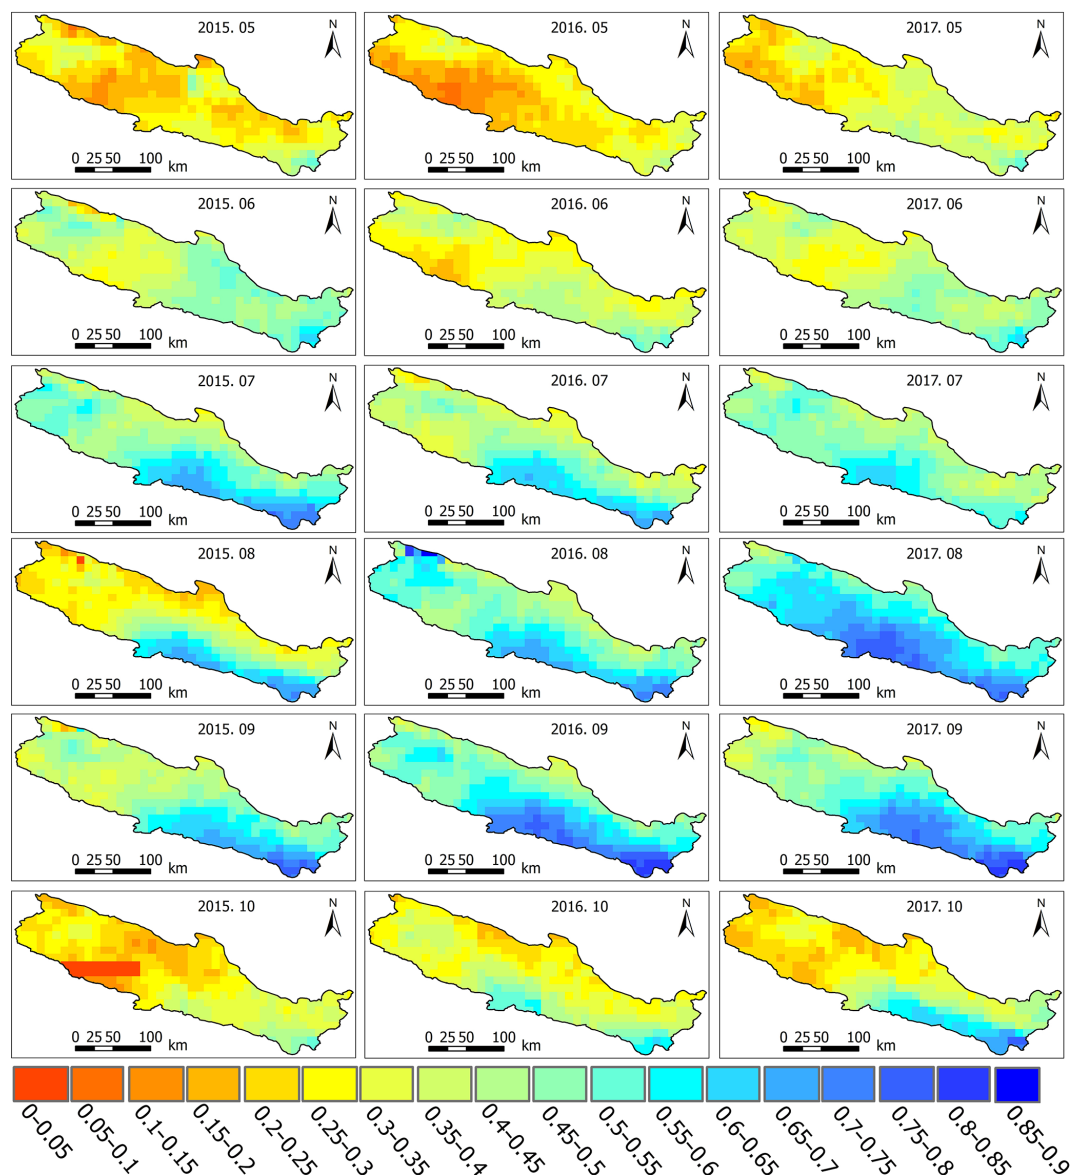 2015. 05 N
0 25 50 100 km
2016. 05 N
0 25 50 100 km
2017. 05 N
0 25 50 100 km
2015. 06 N
0 25 50 100 km
2016. 06 N
0 25 50 100 km
2017. 06 N
0 25 50 100 km
2015. 07 N
0 25 50 100 km
2016. 07 N
0 25 50 100 km
2017. 07 N
0 25 50 100 km
2015. 08 N
0 25 50 100 km
2016. 08 N
0 25 50 100 km
2017. 08 N
0 25 50 100 km
2015. 09 N
0 25 50 100 km
2016. 09 N
0 25 50 100 km
2017. 09 N
0 25 50 100 km
2015. 10 N
0 25 50 100 km
2016. 10 N
0 25 50 100 km
2017. 10 N
0 25 50 100 km
0–0.05
0.05–0.1
0.1–0.15
0.15–0.2
0.2–0.25
0.25–0.3
0.3–0.35
0.35–0.4
0.4–0.45
0.45–0.5
0.5–0.55
0.55–0.6
0.6–0.65
0.65–0.7
0.7–0.75
0.75–0.8
0.8–0.85
0.85–0.9